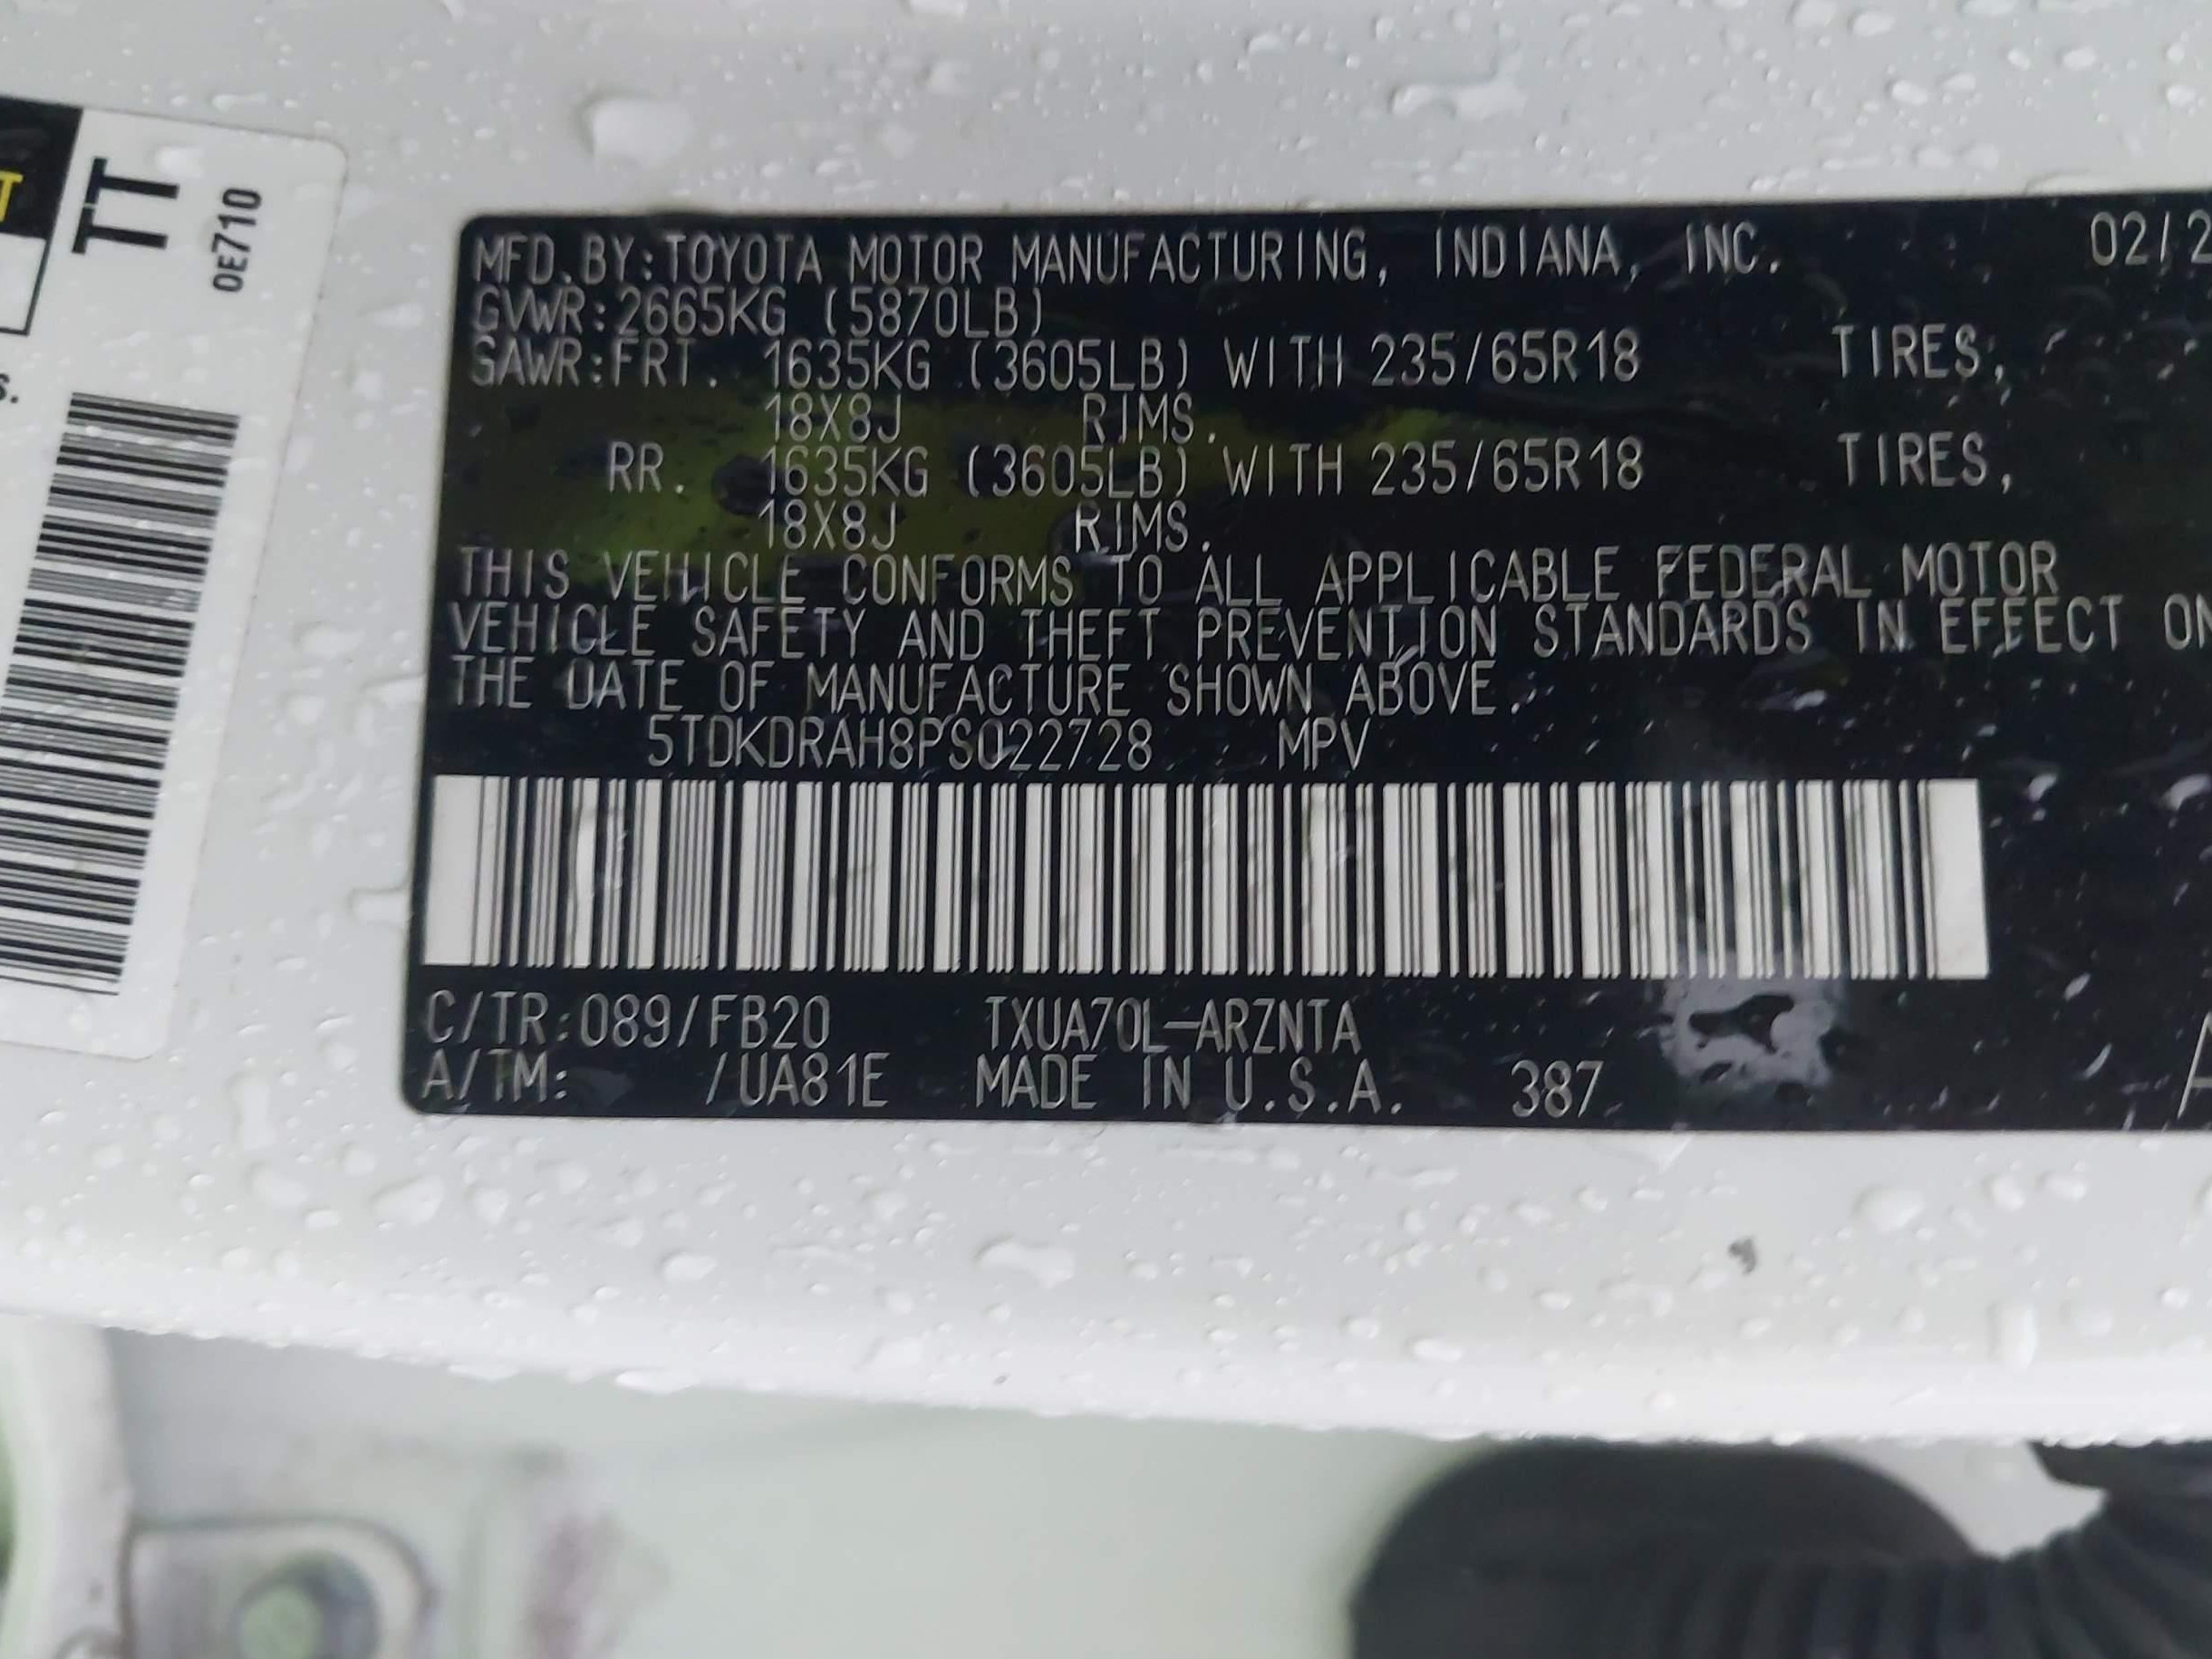 T
TT
0E710
S.
MFD.BY:TOYOTA MOTOR MANUFACTURING, INDIANA, INC. 02/2
GVWR:2665KG (5870LB)
GAWR:FRT. 1635KG (3605LB) WITH 235/65R18 TIRES,
18X8J RIMS.
RR. 1635KG (3605LB) WITH 235/65R18 TIRES,
18X8J RIMS.
THIS VEHICLE CONFORMS TO ALL APPLICABLE FEDERAL MOTOR
VEHICLE SAFETY AND THEFT PREVENTION STANDARDS IN EFFECT ON
THE DATE OF MANUFACTURE SHOWN ABOVE.
5TDKDRAH8PS022728 MPV
C/TR:089/FB20 TXUA70L-ARZNTA
A/TM: /UA81E MADE IN U.S.A. 387